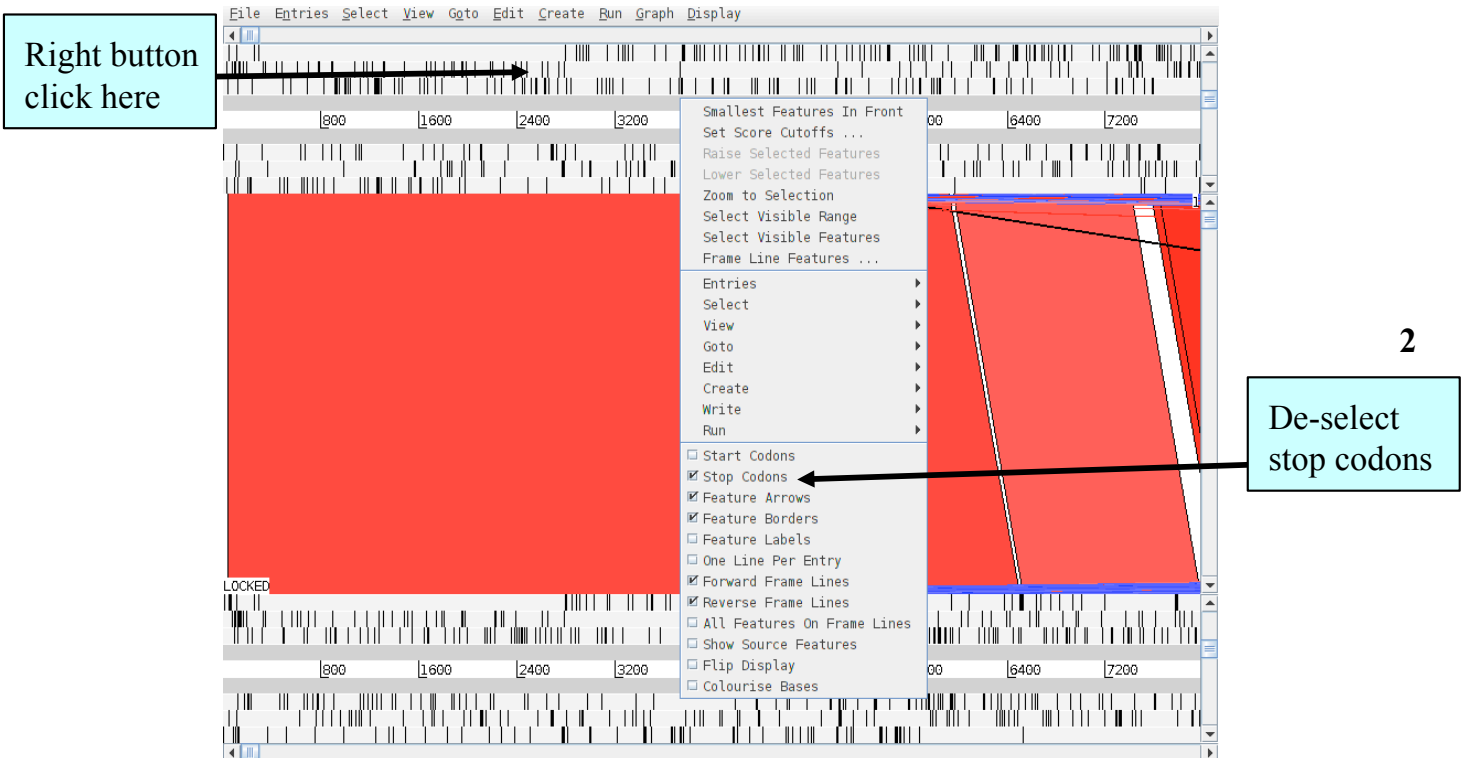 File Entries Select View Goto Edit Create Run Graph Display
Right button
click here
800 1600 2400 3200 00 6400 7200
Smallest Features In Front
Set Score Cutoffs ...
Raise Selected Features
Lower Selected Features
Zoom to Selection
Select Visible Range
Select Visible Features
Frame Line Features ...
Entries
Select
View
Goto
Edit
Create
Write
Run
Start Codons
Stop Codons
Feature Arrows
Feature Borders
Feature Labels
One Line Per Entry
Forward Frame Lines
Reverse Frame Lines
All Features On Frame Lines
Show Source Features
Flip Display
Colourise Bases
1
2
De-select
stop codons
LOCKED
800 1600 2400 3200 00 6400 7200